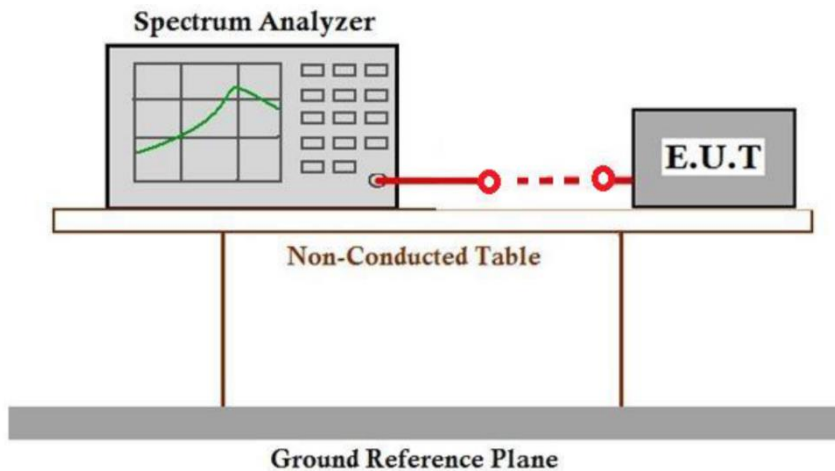 Spectrum Analyzer
E.U.T
Non-Conducted Table
Ground Reference Plane